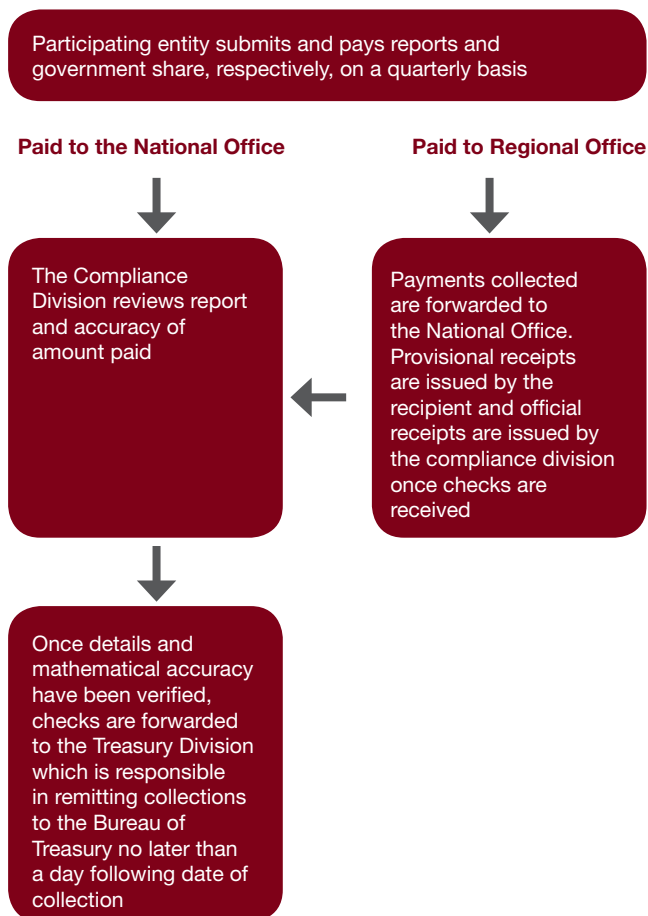 Participating entity submits and pays reports and
government share, respectively, on a quarterly basis
Paid to the National Office
Paid to Regional Office
The Compliance
Division reviews report
and accuracy of
amount paid
Payments collected
are forwarded to
the National Office.
Provisional receipts
are issued by the
recipient and official
receipts are issued by
the compliance division
once checks are
received
Once details and
mathematical accuracy
have been verified,
checks are forwarded
to the Treasury Division
which is responsible
in remitting collections
to the Bureau of
Treasury no later than
a day following date of
collection